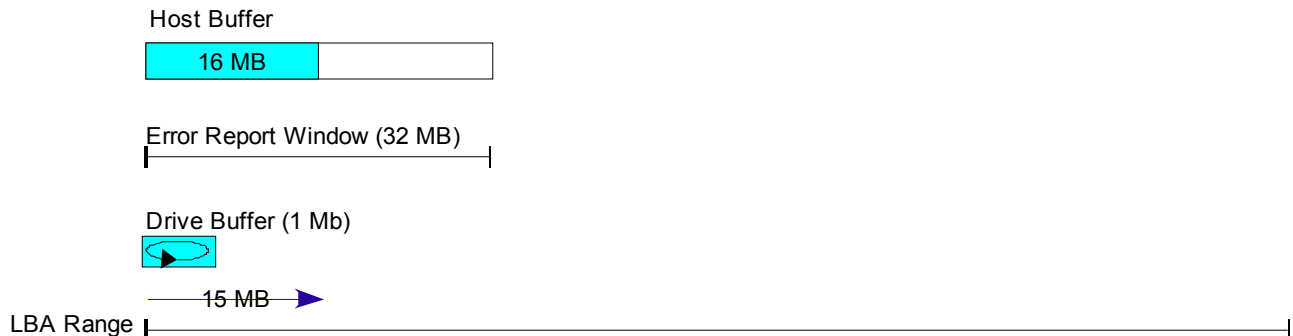 Host Buffer
16 MB
Error Report Window (32 MB)
Drive Buffer (1 Mb)
15 MB
LBA Range